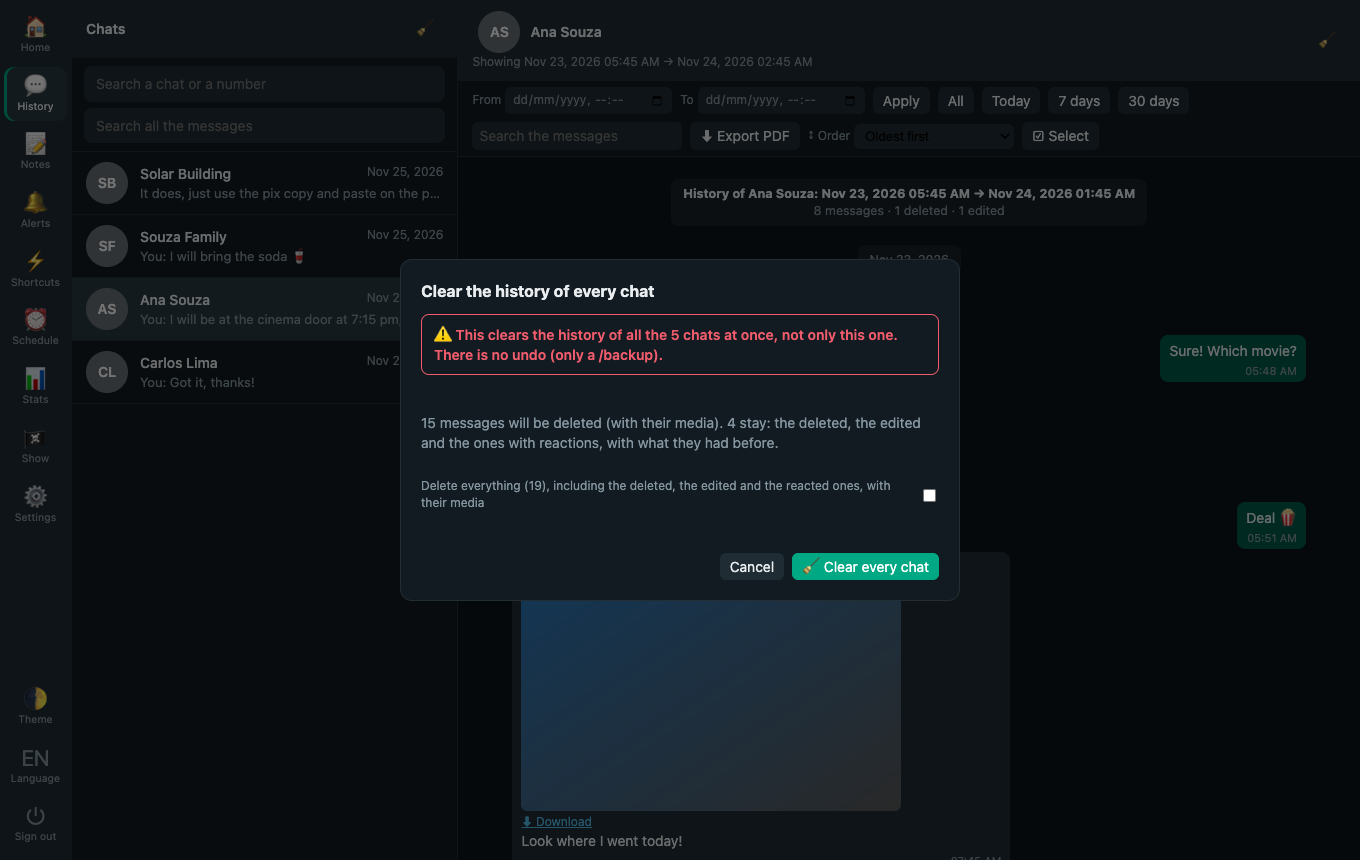 Home
History
Notes
Alerts
Shortcuts
Schedule
Stats
Show
Settings
Theme
EN
Language
Sign out
Chats
Search a chat or a number
Search all the messages
SB
Solar Building
Nov 25, 2026
It does, just use the pix copy and paste on the p...
SF
Souza Family
Nov 25, 2026
You: I will bring the soda 🥤
AS
Ana Souza
Nov 2
You: I will be at the cinema door at 7:15 pm,
CL
Carlos Lima
Nov 2
You: Got it, thanks!
AS
Ana Souza
Showing Nov 23, 2026 05:45 AM → Nov 24, 2026 02:45 AM
From dd/mm/yyyy, --:-- To dd/mm/yyyy, --:-- Apply All Today 7 days 30 days
Search the messages ⬇ Export PDF ↕ Order Oldest first ☑ Select
History of Ana Souza: Nov 23, 2026 05:45 AM → Nov 24, 2026 01:45 AM
8 messages · 1 deleted · 1 edited
Nov 23, 2026
Sure! Which movie?
05:48 AM
Deal 🍿
05:51 AM
Clear the history of every chat
⚠️ This clears the history of all the 5 chats at once, not only this one.
There is no undo (only a /backup).
15 messages will be deleted (with their media). 4 stay: the deleted, the edited
and the ones with reactions, with what they had before.
Delete everything (19), including the deleted, the edited and the reacted ones, with
their media
Cancel
🧹 Clear every chat
⬇ Download
Look where I went today!